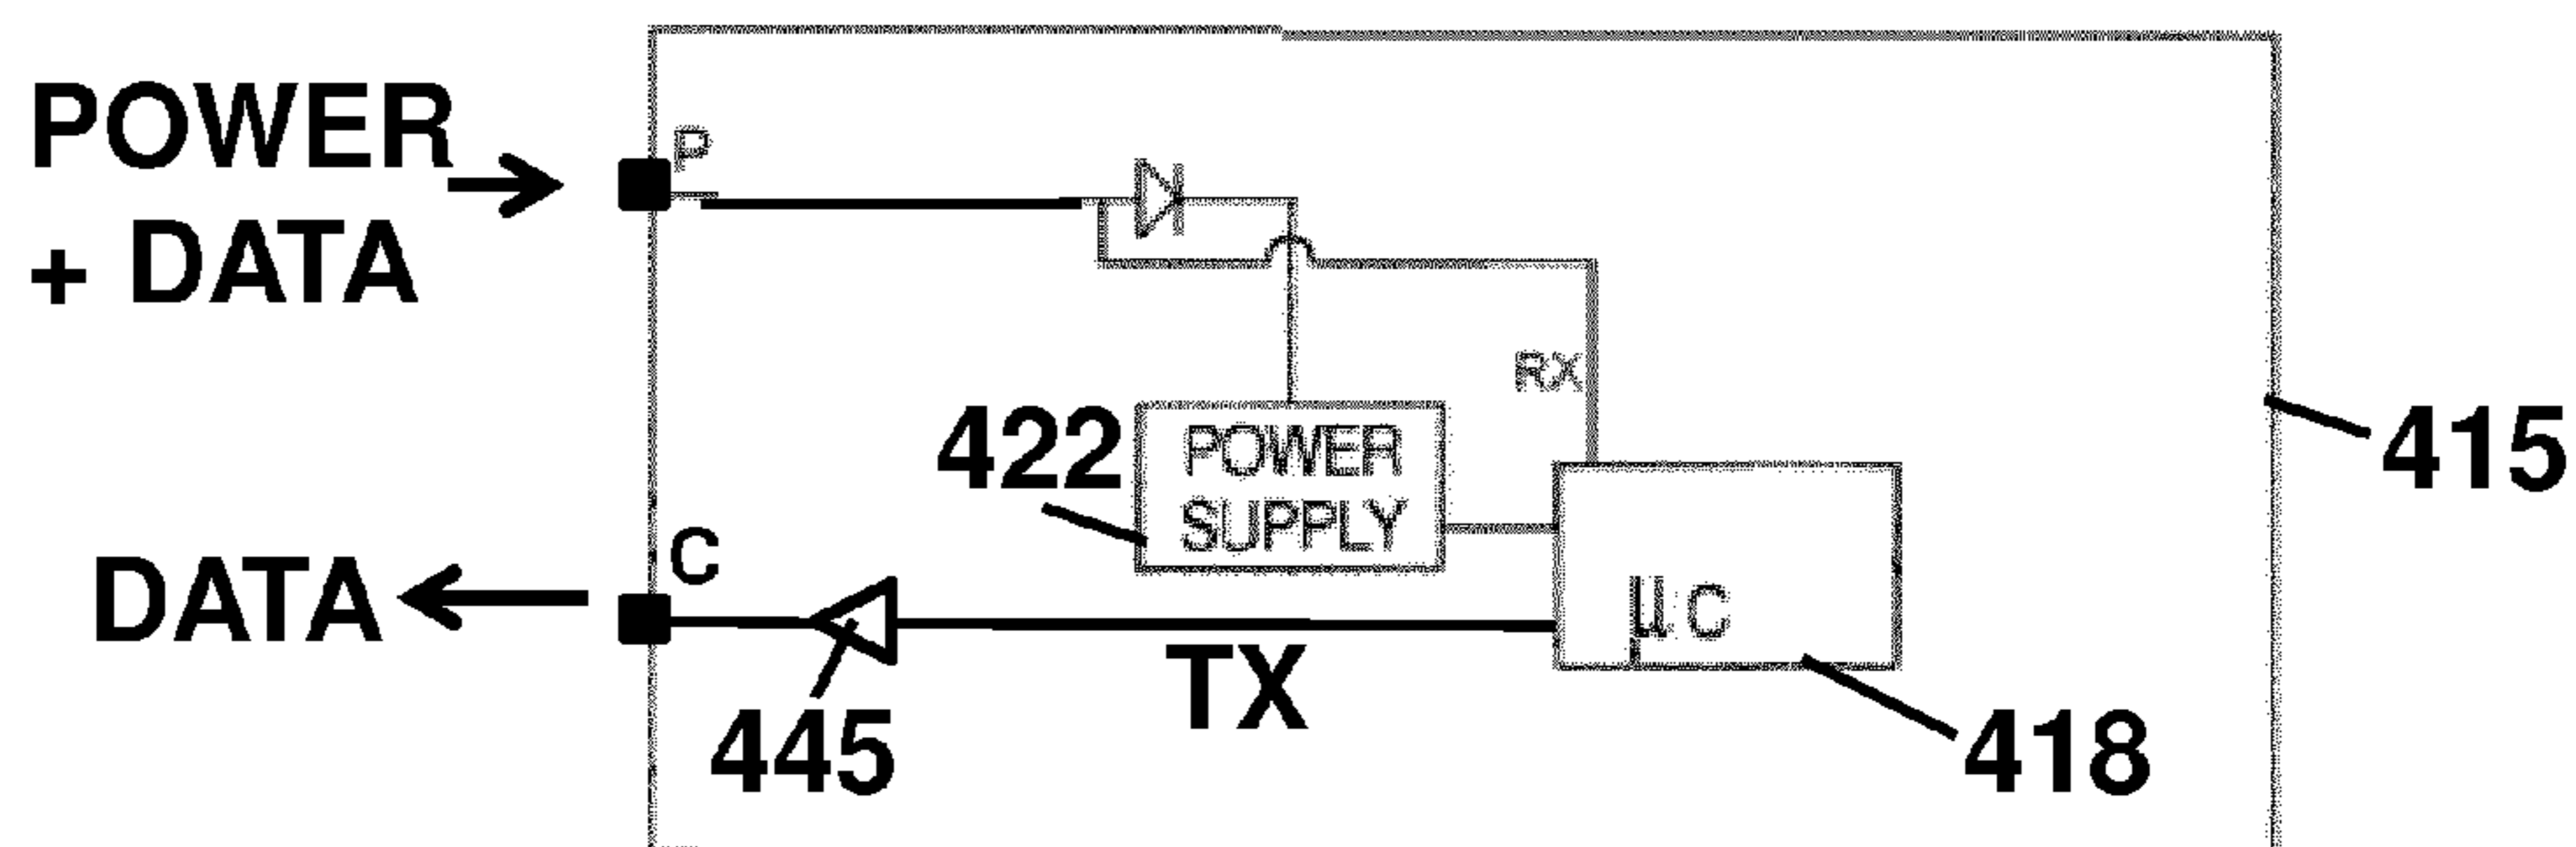 POWER
+ DATA
P
RX
422
POWER
SUPPLY
415
DATA
C
µC
TX
445
418